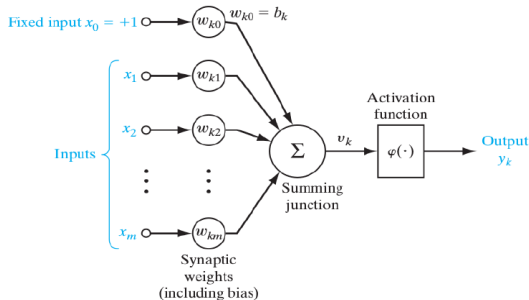 Fixed input x₀ = +1
wₖ₀
wₖ₀ = bₖ
x₁
wₖ₁
Activation
function
x₂
wₖ₂
Σ
vₖ
φ(·)
Output
yₖ
Inputs
Summing
junction
xₘ
wₖₘ
Synaptic
weights
(including bias)